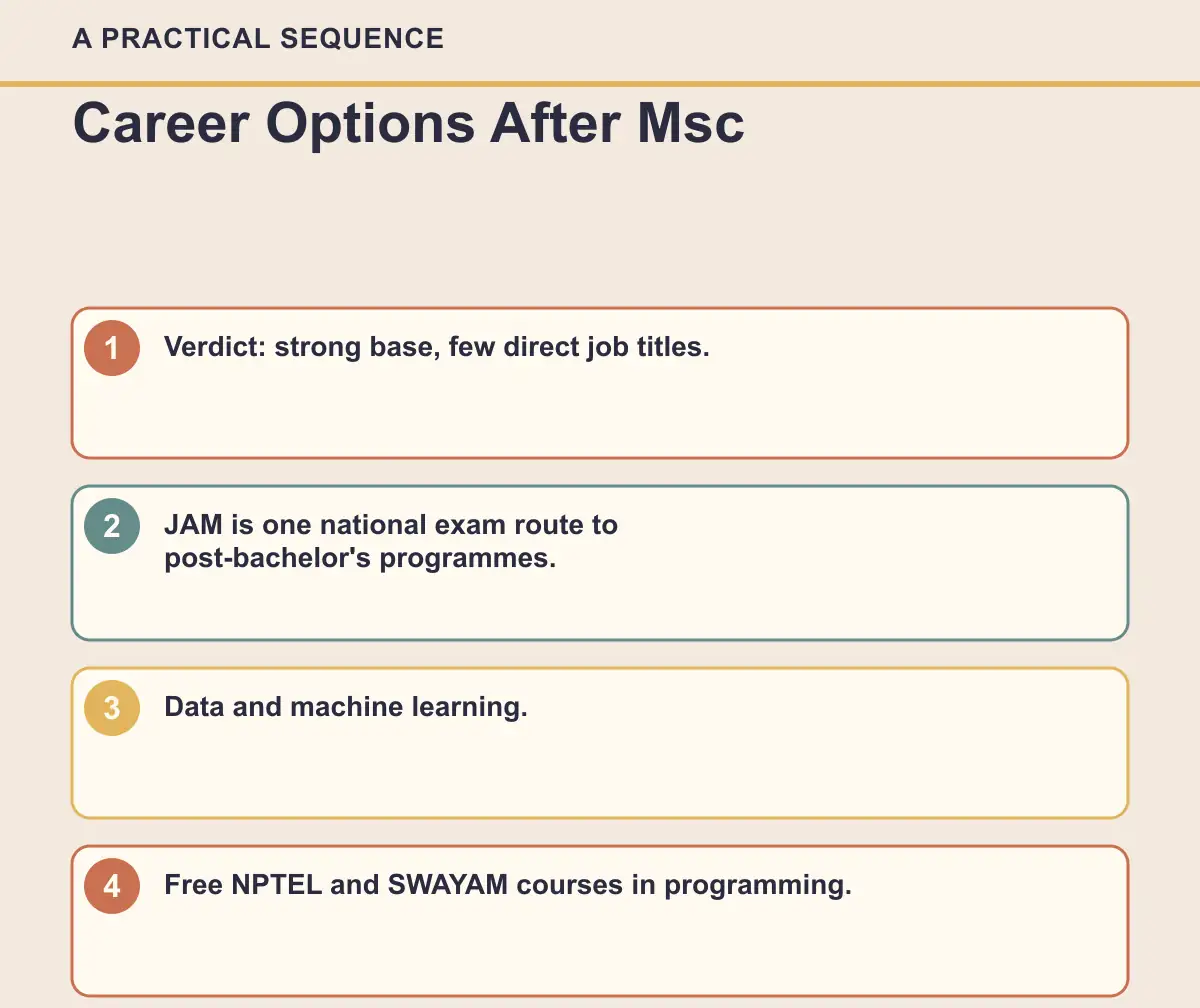 A PRACTICAL SEQUENCE
Career Options After Msc
1
Verdict: strong base, few direct job titles.
2
JAM is one national exam route to
post-bachelor's programmes.
3
Data and machine learning.
4
Free NPTEL and SWAYAM courses in programming.